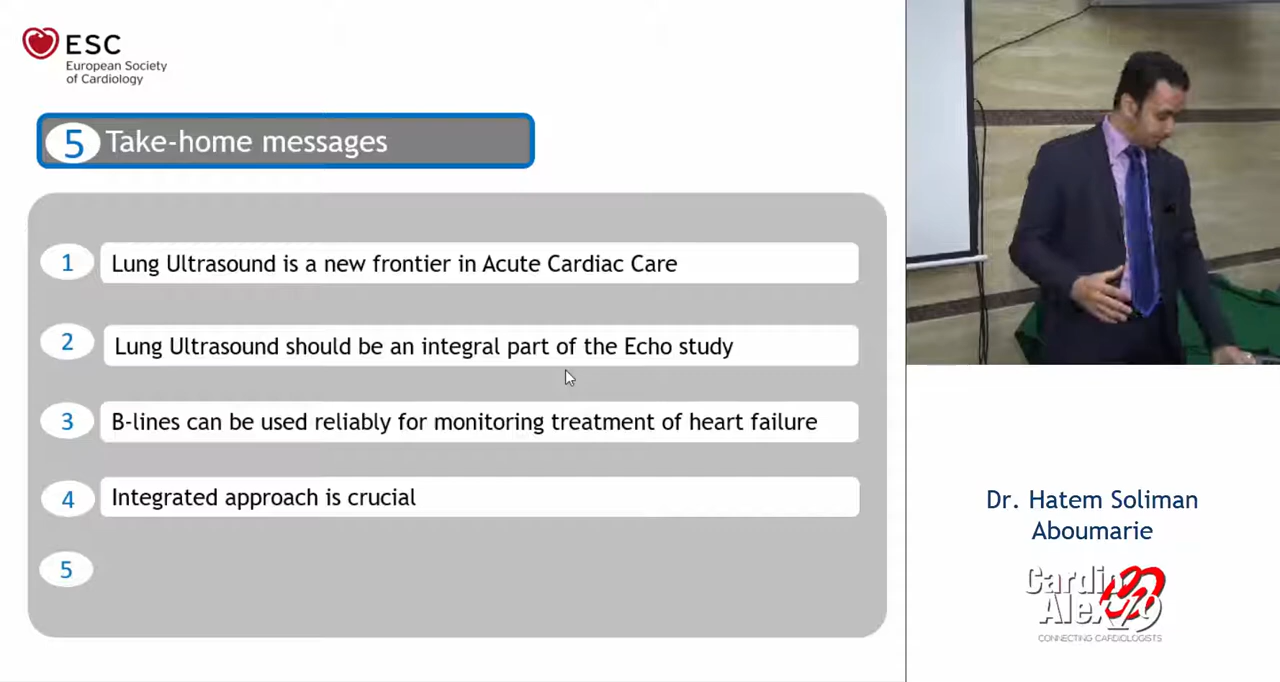 ESC
European Society
of Cardiology
5 Take-home messages
1 Lung Ultrasound is a new frontier in Acute Cardiac Care
2 Lung Ultrasound should be an integral part of the Echo study
3 B-lines can be used reliably for monitoring treatment of heart failure
4 Integrated approach is crucial
5
Dr. Hatem Soliman
Aboumarie
Cardio
Alex
CONNECTING CARDIOLOGISTS